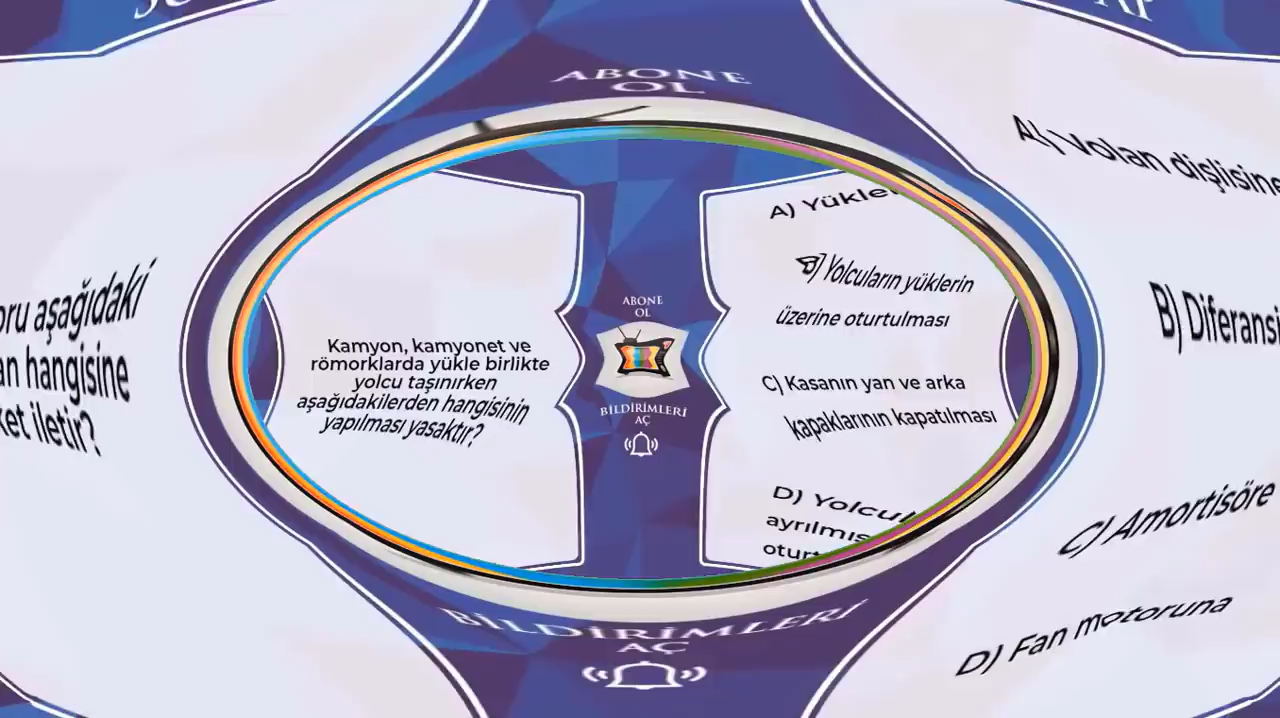 ABONE
OL
oru aşağıdaki
an hangisine
ket iletir?
Kamyon, kamyonet ve
römorklarda yükle birlikte
yolcu taşınırken
aşağıdakilerden hangisinin
yapılması yasaktır?
ABONE
OL
BİLDİRİMLERİ
AÇ
A) Yükle
B) Yolcuların yüklerin
üzerine oturtulması
C) Kasanın yan ve arka
kapaklarının kapatılması
D) Yolcul
ayrılmış
oturt
A) Volan dişlisine
B) Diferansi
C) Amortisöre
D) Fan motoruna
BİLDİRİMLERİ
AÇ